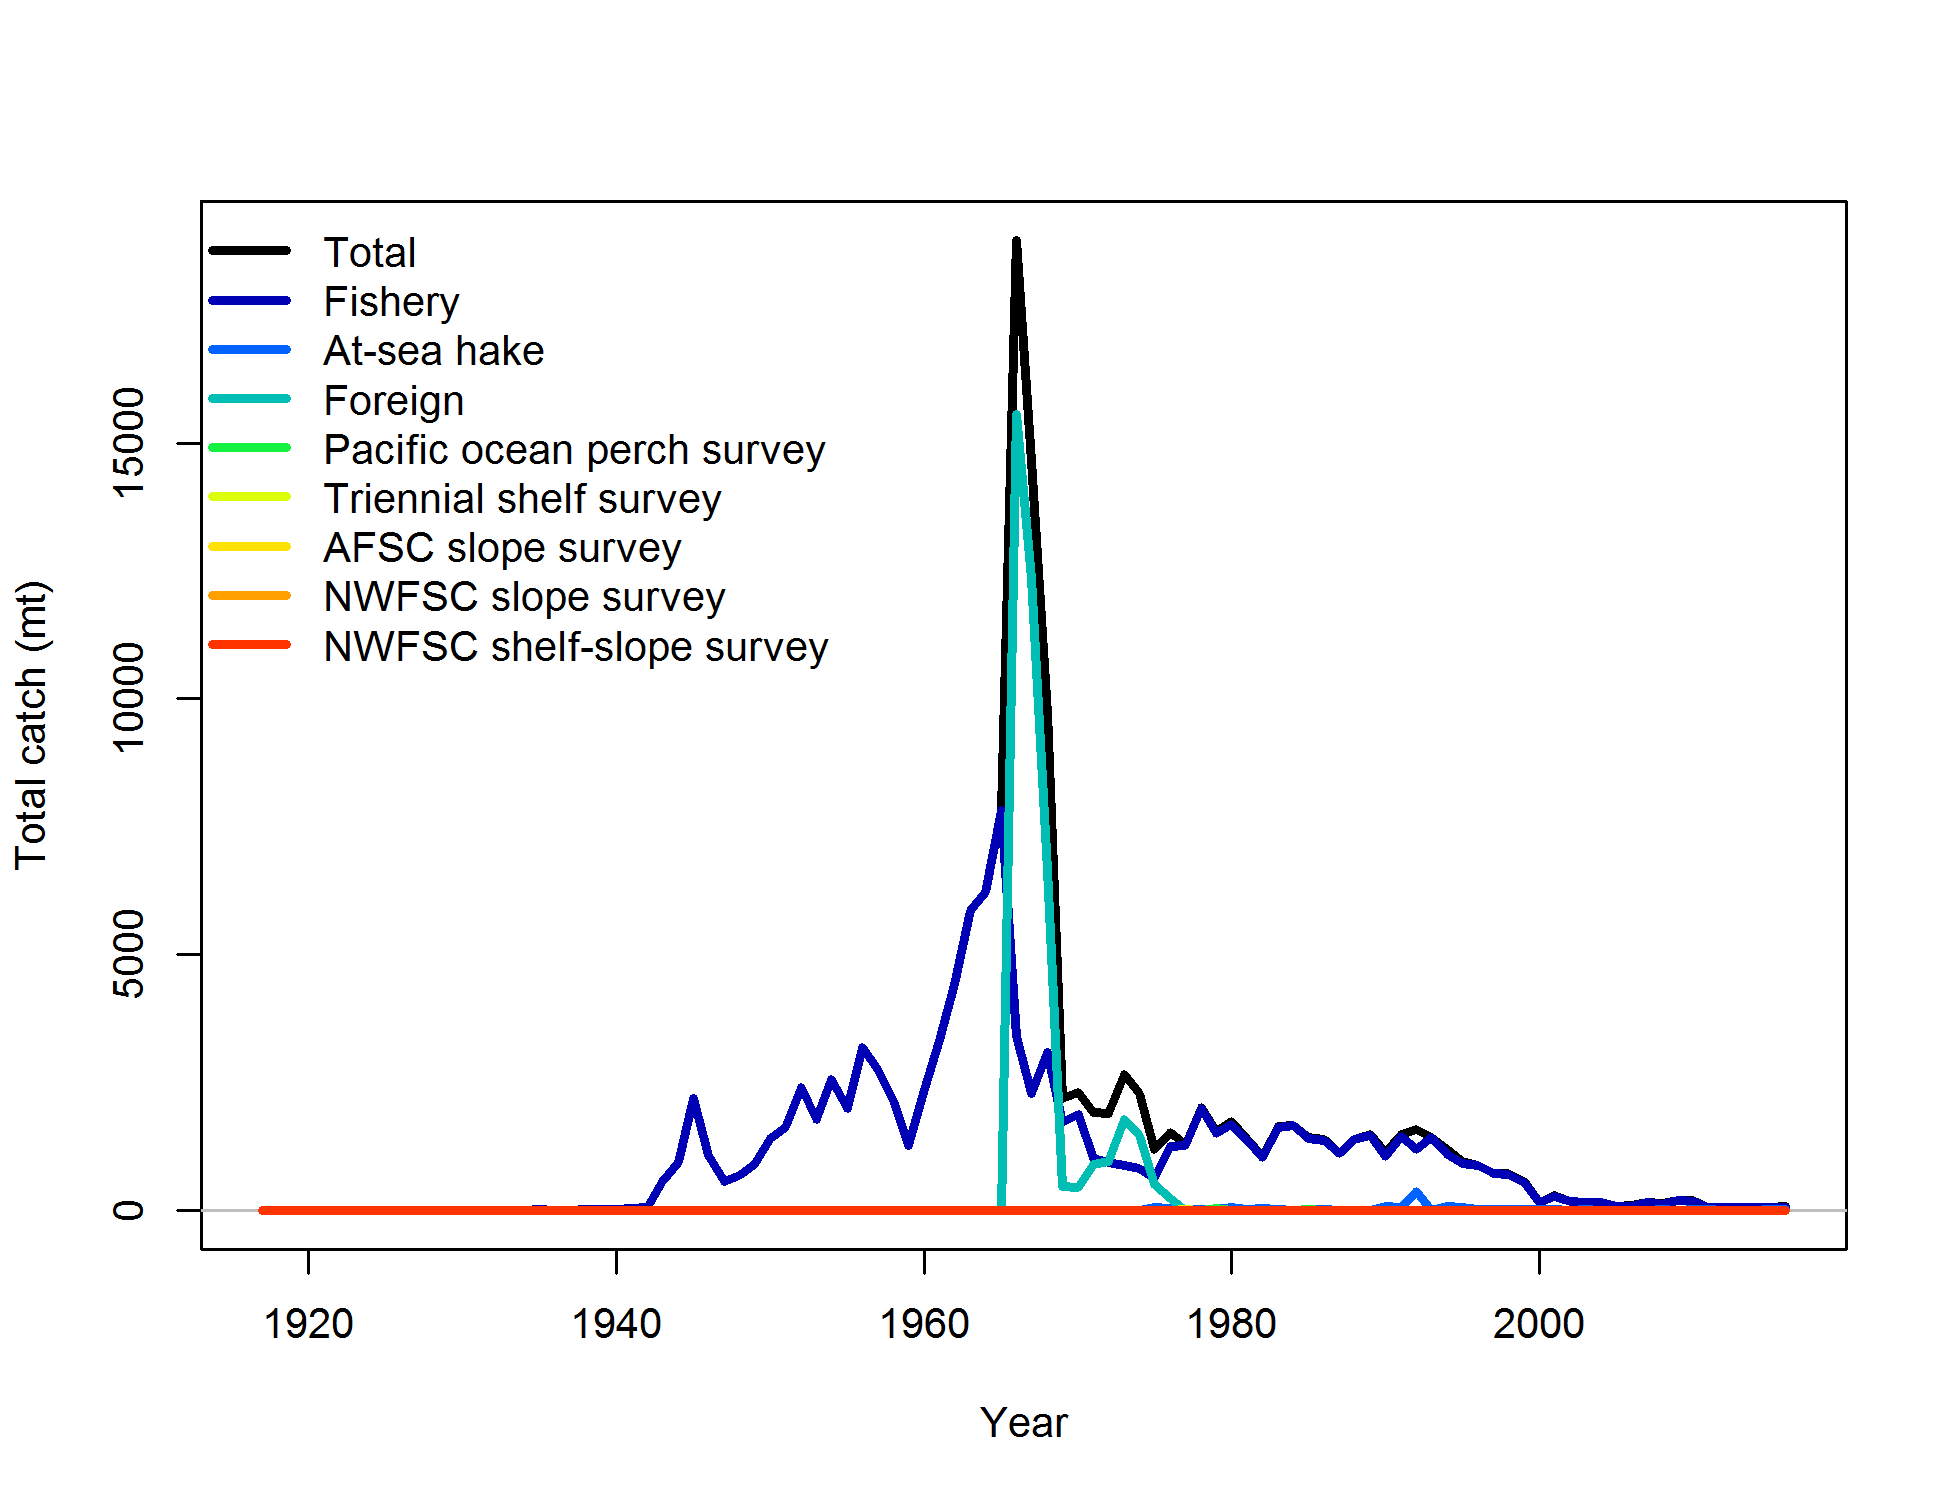 Total
Fishery
At-sea hake
Foreign
Pacific ocean perch survey
Triennial shelf survey
AFSC slope survey
NWFSC slope survey
NWFSC shelf-slope survey
Total catch (mt)
15000
10000
5000
0
1920 1940 1960 1980 2000
Year